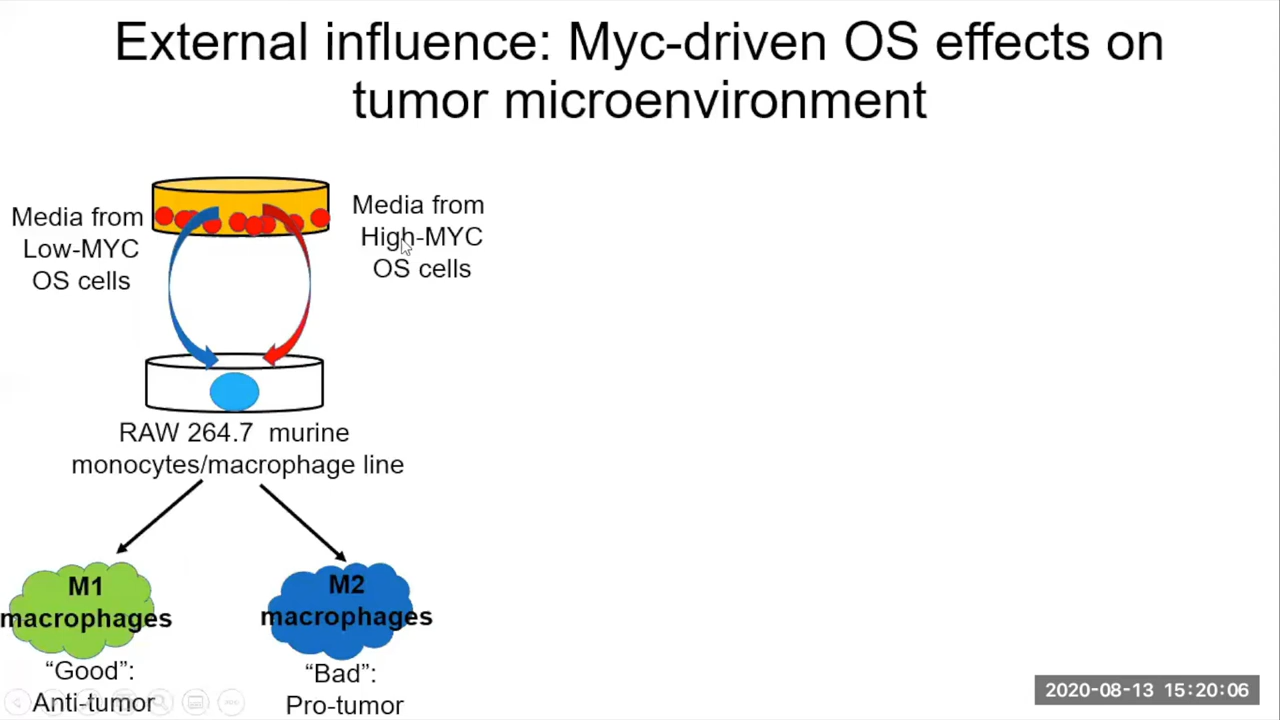 External influence: Myc-driven OS effects on
tumor microenvironment
Media from
Low-MYC
OS cells
Media from
High-MYC
OS cells
RAW 264.7 murine
monocytes/macrophage line
M1
macrophages
"Good":
Anti-tumor
M2
macrophages
"Bad":
Pro-tumor
2020-08-13 15:20:06